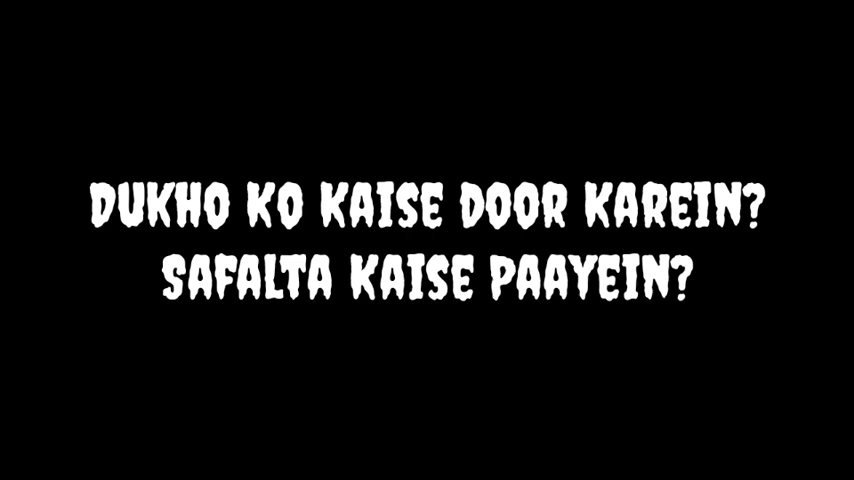 DUKHO KO KAISE DOOR KAREIN?
SAFALTA KAISE PAAYEIN?